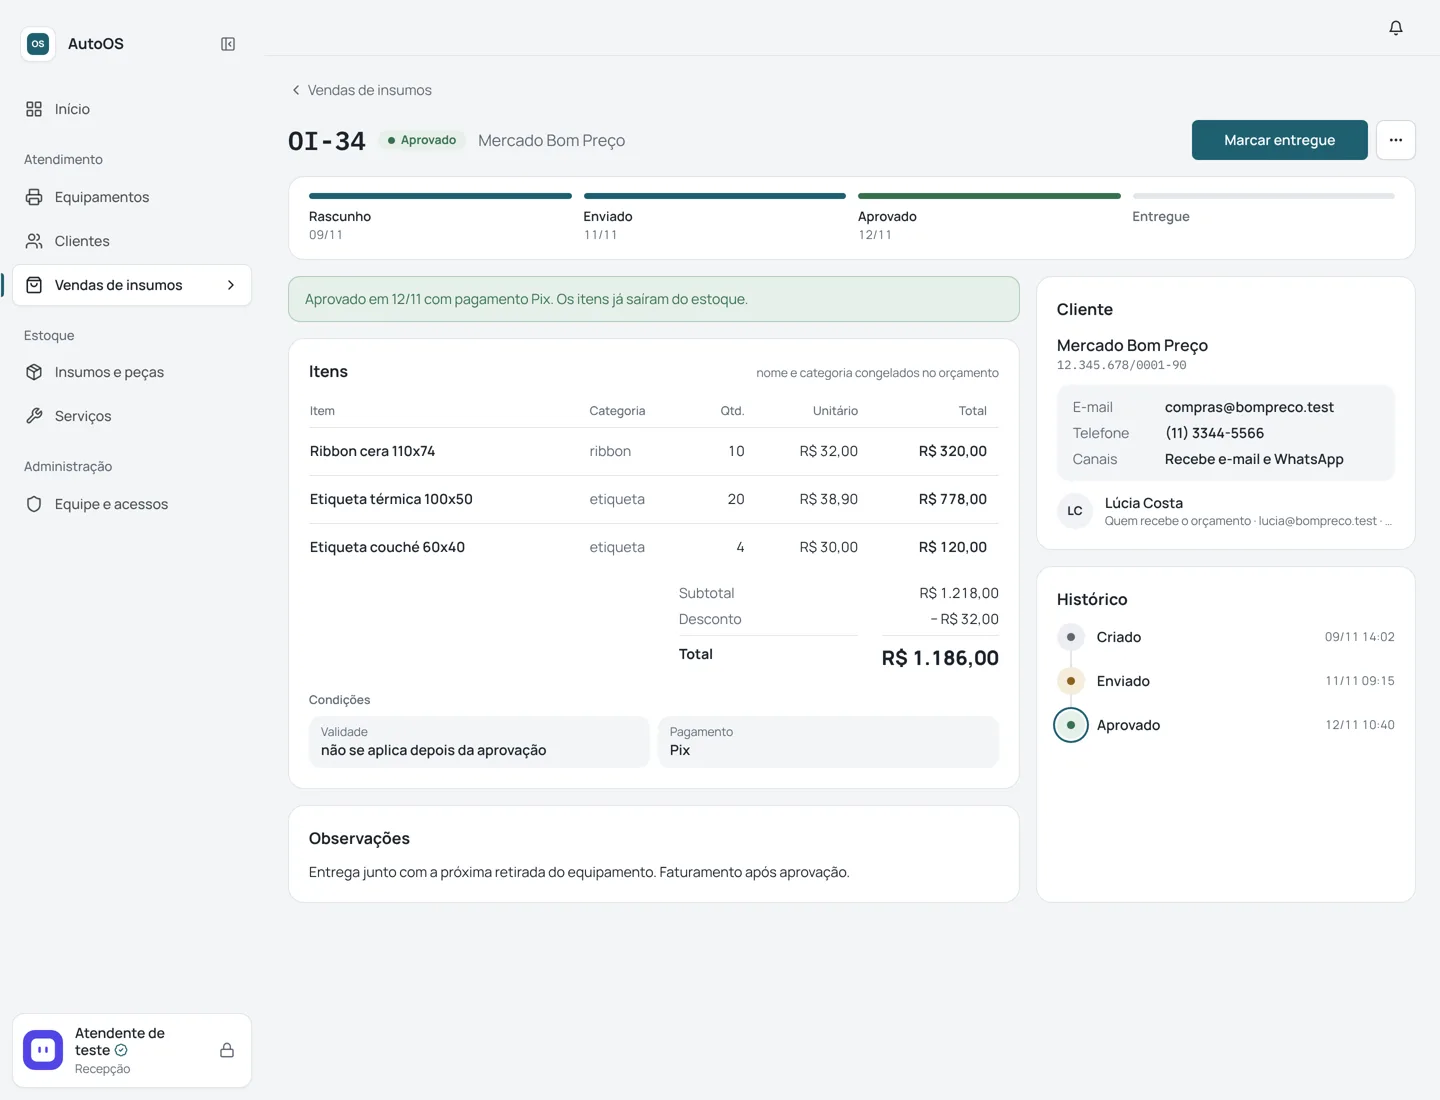 OS
AutoOS
Início
Atendimento
Equipamentos
Clientes
Vendas de insumos
Estoque
Insumos e peças
Serviços
Administração
Equipe e acessos
Atendente de
teste
Recepção
Vendas de insumos
OI-34
Aprovado
Mercado Bom Preço
Marcar entregue
Rascunho
09/11
Enviado
11/11
Aprovado
12/11
Entregue
Aprovado em 12/11 com pagamento Pix. Os itens já saíram do estoque.
Itens
nome e categoria congelados no orçamento
Item Categoria Qtd. Unitário Total
Ribbon cera 110x74 ribbon 10 R$ 32,00 R$ 320,00
Etiqueta térmica 100x50 etiqueta 20 R$ 38,90 R$ 778,00
Etiqueta couché 60x40 etiqueta 4 R$ 30,00 R$ 120,00
Subtotal R$ 1.218,00
Desconto − R$ 32,00
Total R$ 1.186,00
Condições
Validade
não se aplica depois da aprovação
Pagamento
Pix
Observações
Entrega junto com a próxima retirada do equipamento. Faturamento após aprovação.
Cliente
Mercado Bom Preço
12.345.678/0001-90
E-mail compras@bompreco.test
Telefone (11) 3344-5566
Canais Recebe e-mail e WhatsApp
LC
Lúcia Costa
Quem recebe o orçamento · lucia@bompreco.test · ...
Histórico
Criado 09/11 14:02
Enviado 11/11 09:15
Aprovado 12/11 10:40